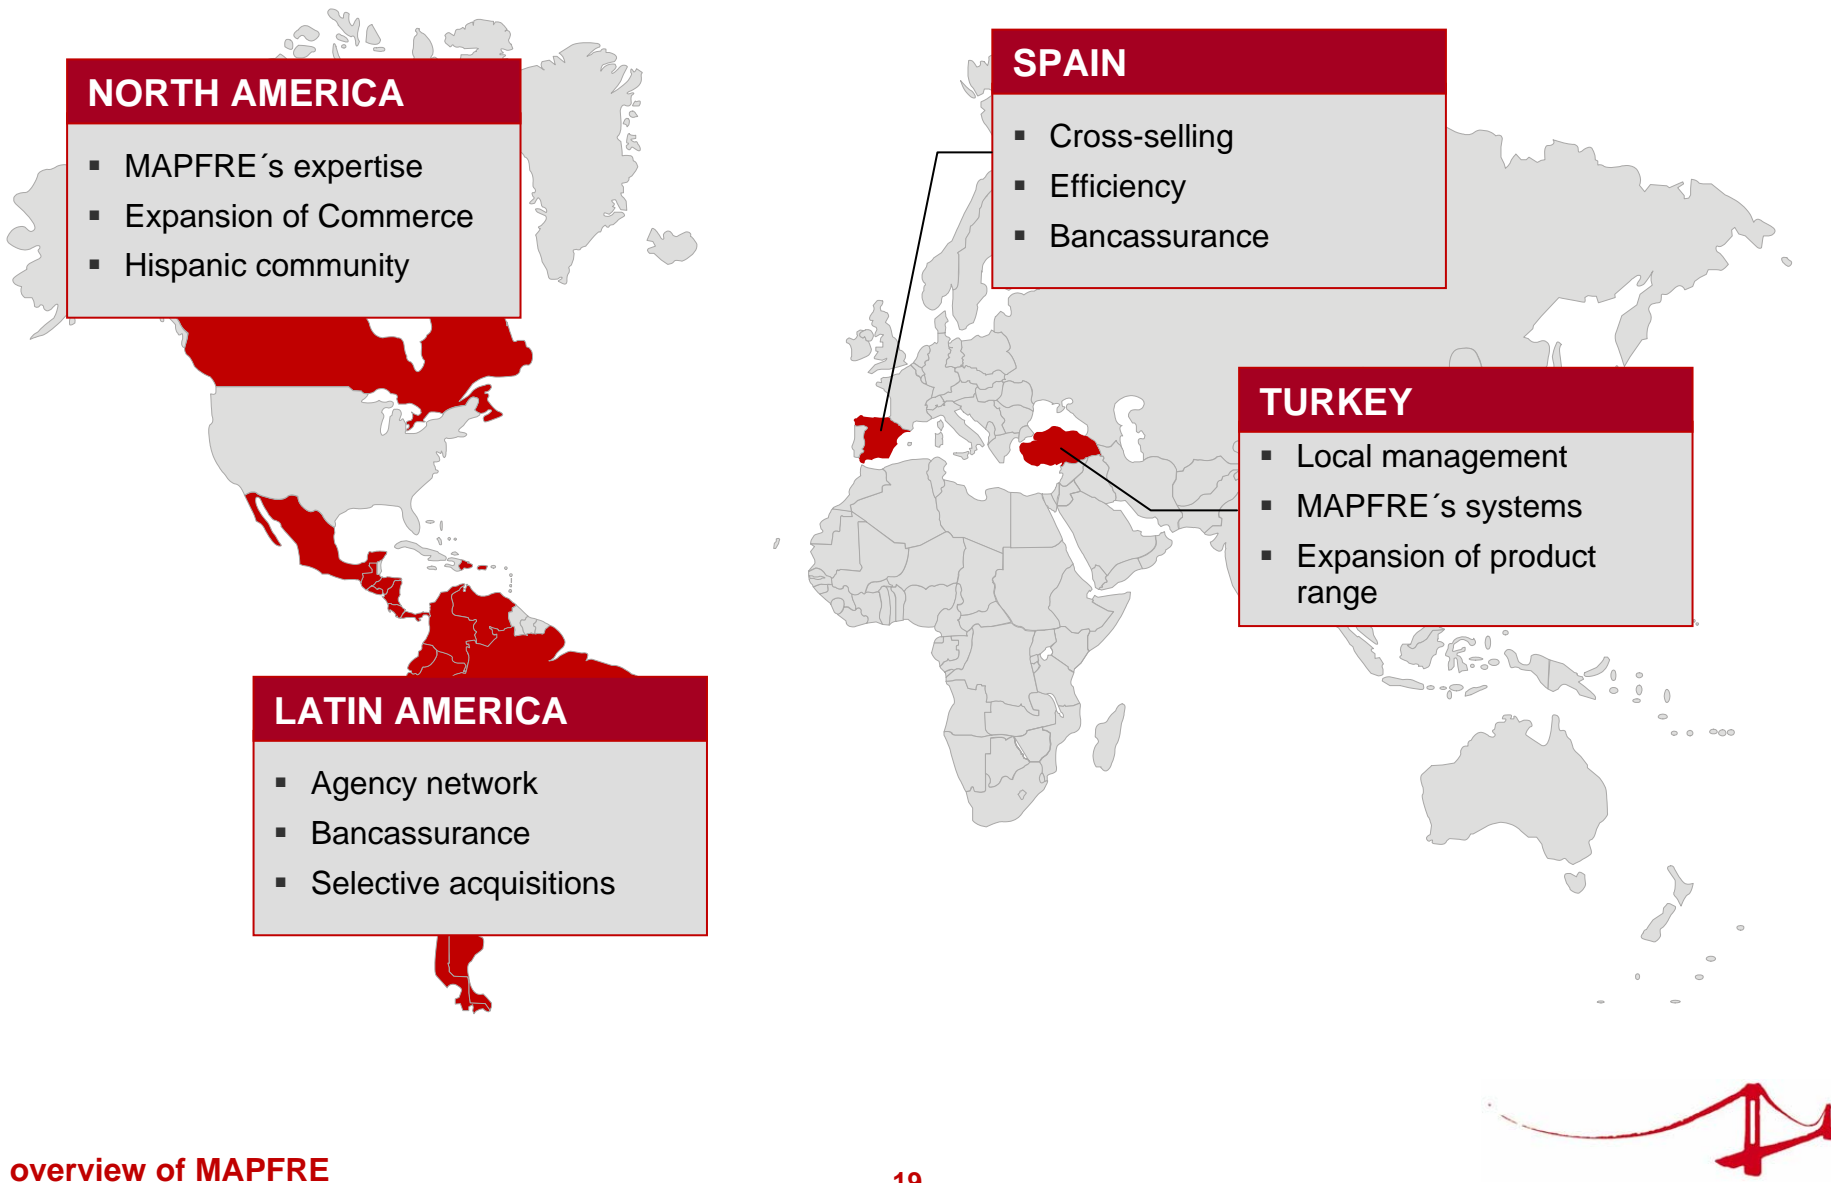 NORTH AMERICA
▪ MAPFRE´s expertise
▪ Expansion of Commerce
▪ Hispanic community
SPAIN
▪ Cross-selling
▪ Efficiency
▪ Bancassurance
TURKEY
▪ Local management
▪ MAPFRE´s systems
▪ Expansion of product
range
LATIN AMERICA
▪ Agency network
▪ Bancassurance
▪ Selective acquisitions
overview of MAPFRE
19